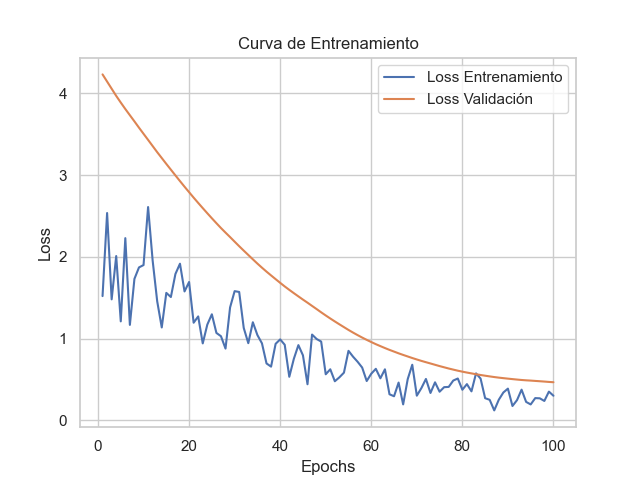 Curva de Entrenamiento
Loss Entrenamiento
Loss Validación
Loss
4
3
2
1
0
0 20 40 60 80 100
Epochs